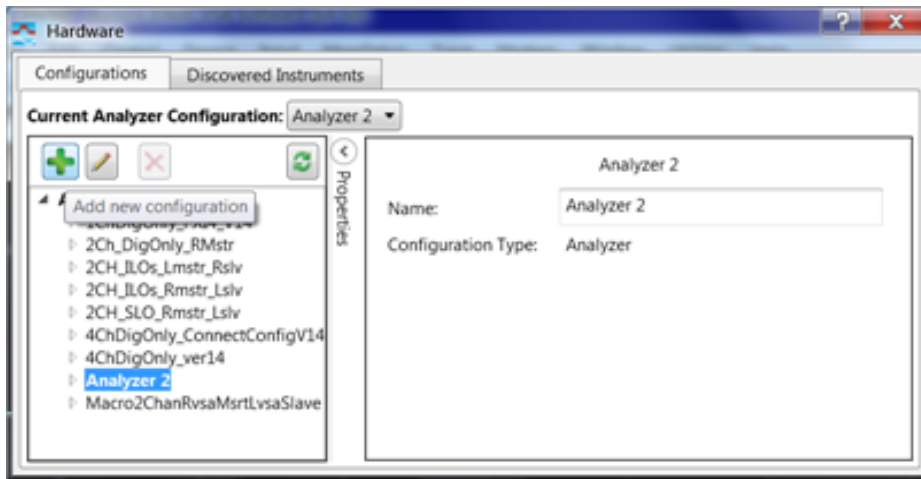 Hardware
Configurations
Discovered Instruments
Current Analyzer Configuration: Analyzer 2
Add new configuration
2Ch_DigOnly_RMstr
2CH_ILOs_Lmstr_Rslv
2CH_ILOs_Rmstr_Lslv
2CH_SLO_Rmstr_Lslv
4ChDigOnly_ConnectConfigV14
4ChDigOnly_ver14
Analyzer 2
Macro2ChanRvsaMsrtLvsaSlave
Properties
Analyzer 2
Name: Analyzer 2
Configuration Type: Analyzer